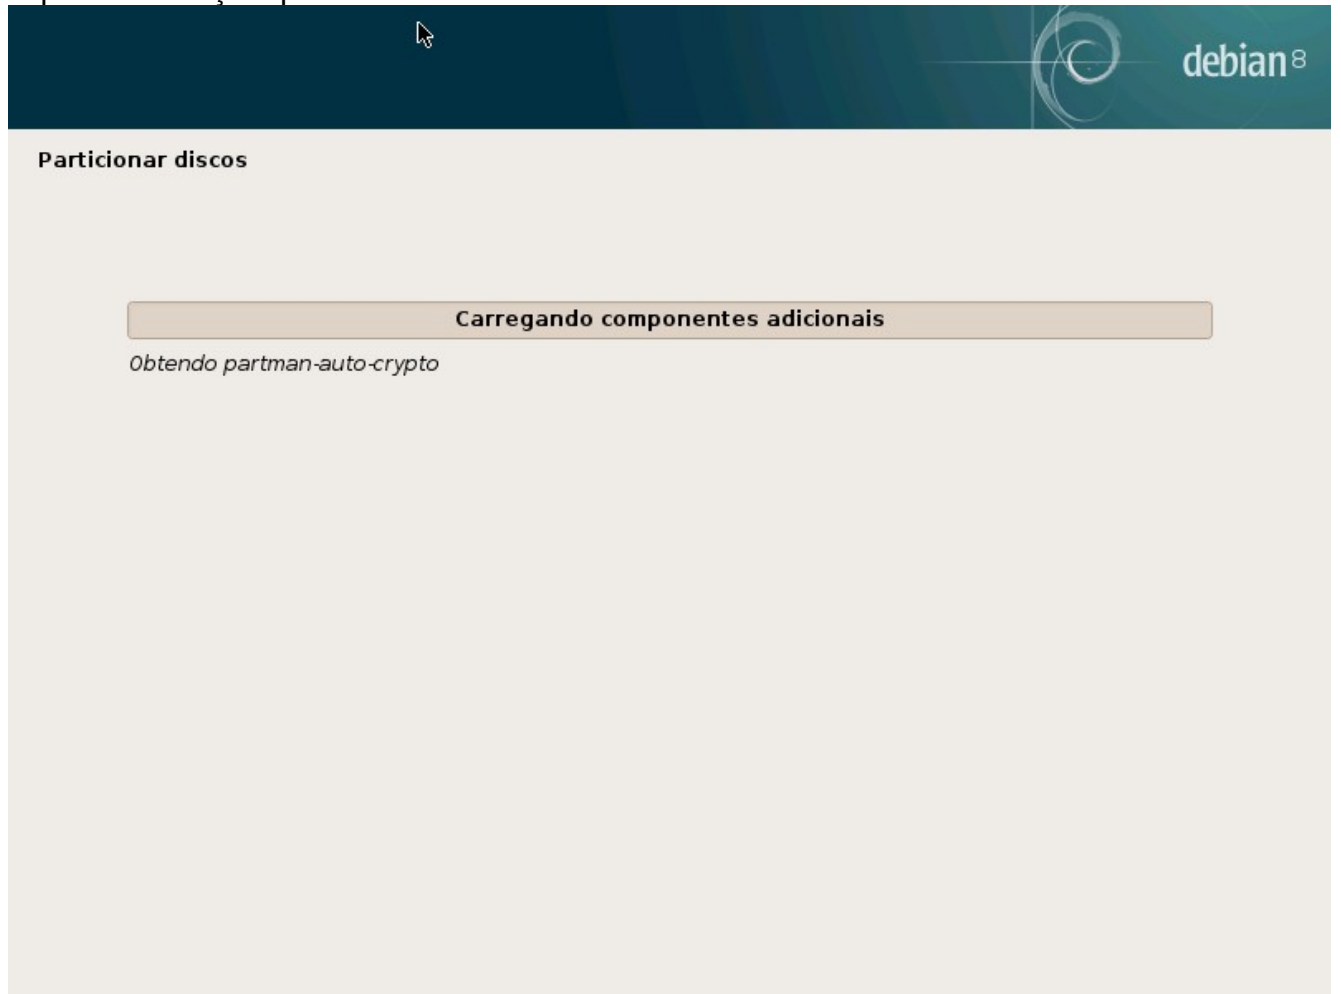 debian 8
Particionar discos
Carregando componentes adicionais
Obtendo partman-auto-crypto